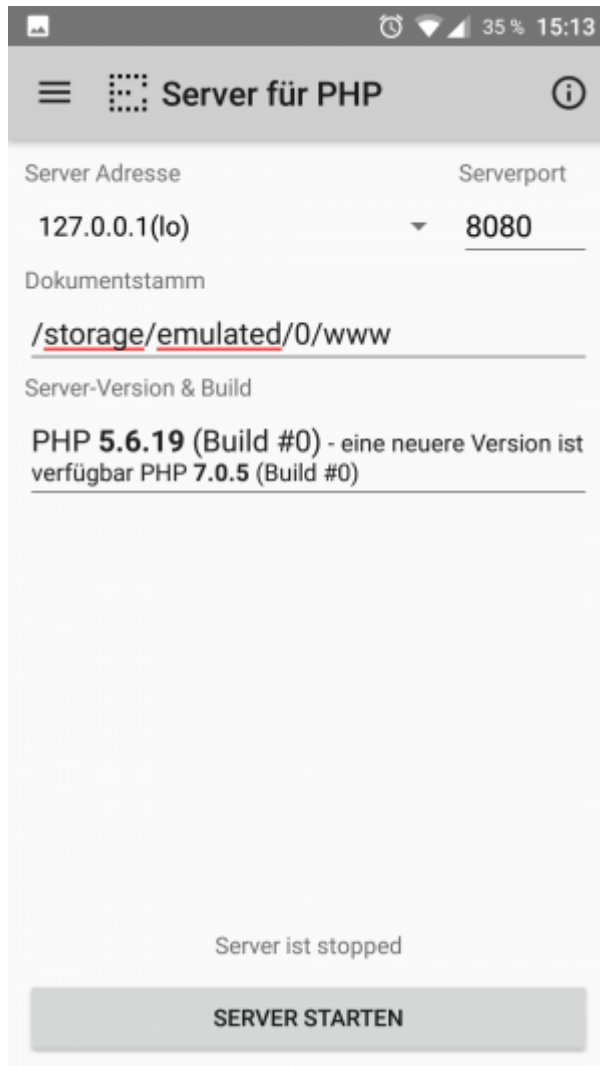 35 % 15:13
Server für PHP
Server Adresse Serverport
127.0.0.1(lo) 8080
Dokumentstamm
/storage/emulated/0/www
Server-Version & Build
PHP 5.6.19 (Build #0) - eine neuere Version ist
verfügbar PHP 7.0.5 (Build #0)
Server ist stopped
SERVER STARTEN